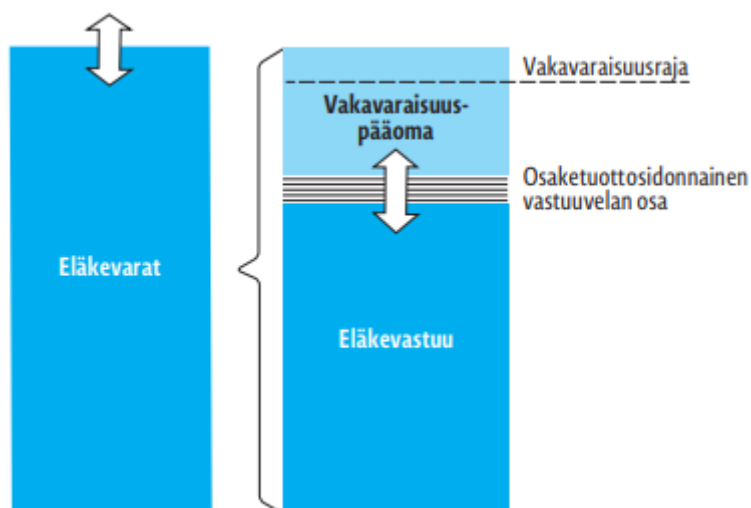 Vakavaraisuusraja
Vakavaraisuus-
pääoma
Osaketuottosidonnainen
vastuuvelan osa
Eläkevarat
Eläkevastuu